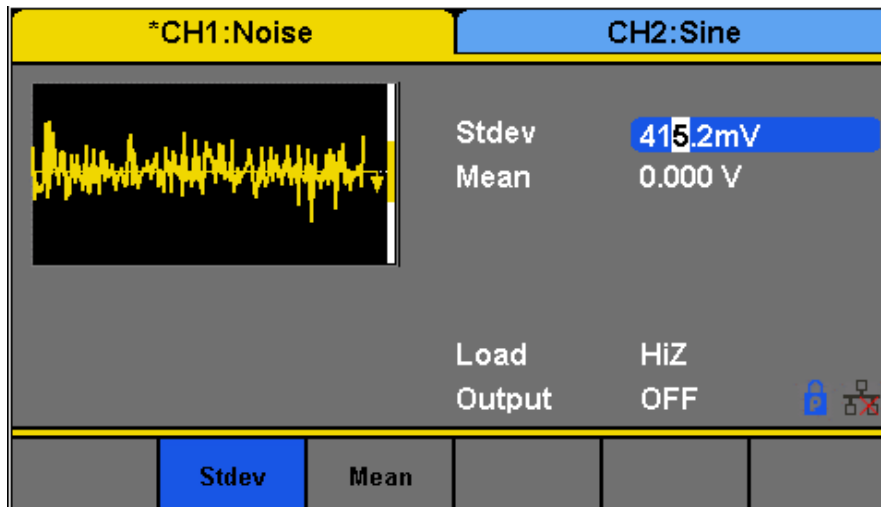 *CH1:Noise CH2:Sine
Stdev 415.2mV
Mean 0.000 V
Load HiZ
Output OFF P
Stdev Mean